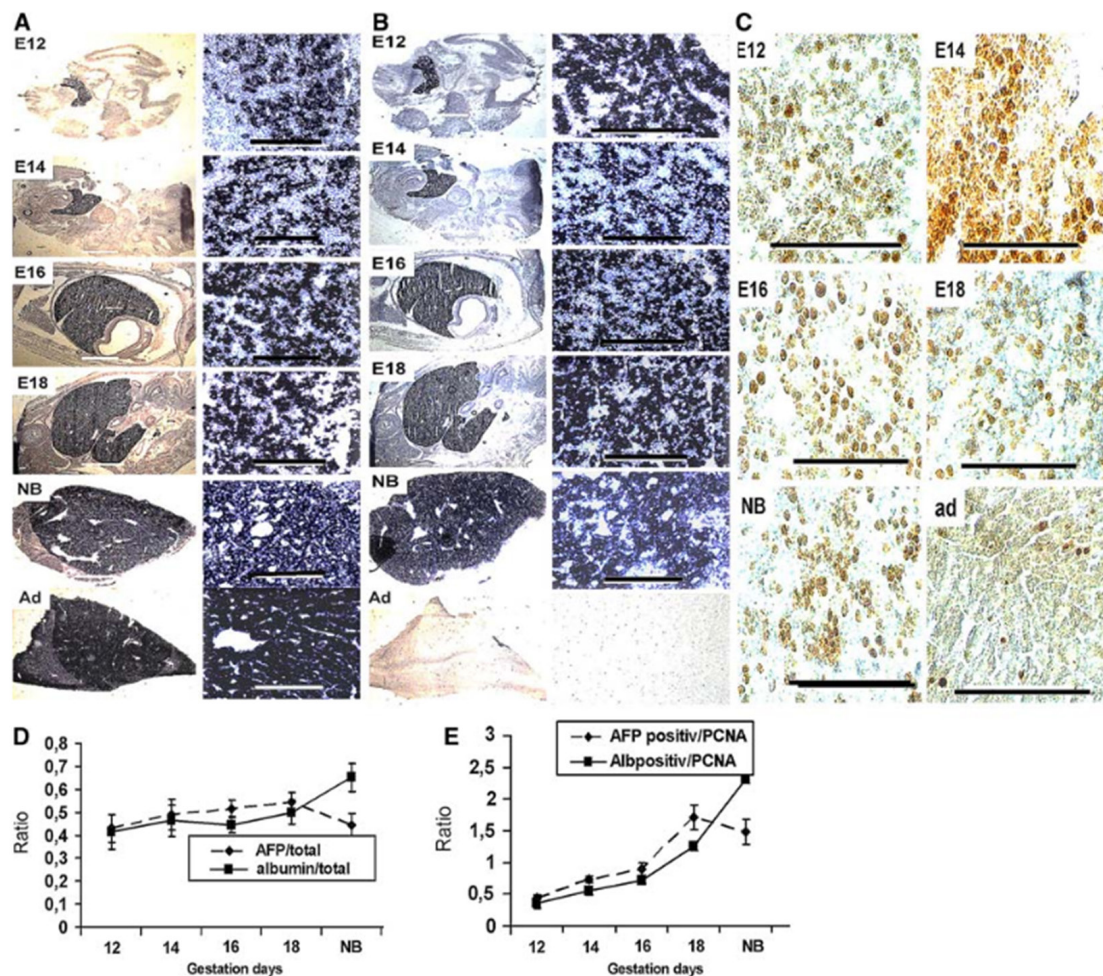 A
E12
E14
E16
E18
NB
Ad
B
E12
E14
E16
E18
NB
Ad
C
E12
E14
E16
E18
NB
ad
D
0,8
0,7
0,6
0,5
0,4
0,3
0,2
0,1
0
Ratio
AFP/total
albumin/total
12 14 16 18 NB
Gestation days
E
3
2,5
2
1,5
1
0,5
0
Ratio
AFP positiv/PCNA
Albpositiv/PCNA
12 14 16 18 NB
Gestation days